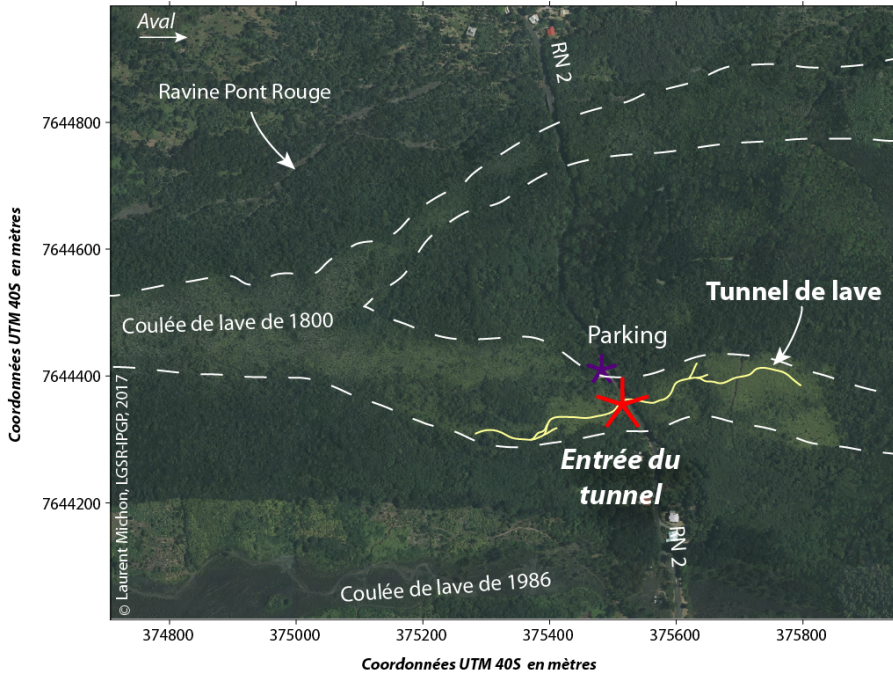 Aval
RN 2
Ravine Pont Rouge
7644800
7644600
Tunnel de lave
Coulée de lave de 1800
Parking
7644400
Entrée du
tunnel
7644200
RN 2
Coulée de lave de 1986
© Laurent Michon, LGSR-IPGP, 2017
Coordonnées UTM 40S en mètres
374800
375000
375200
375400
375600
375800
Coordonnées UTM 40S en mètres